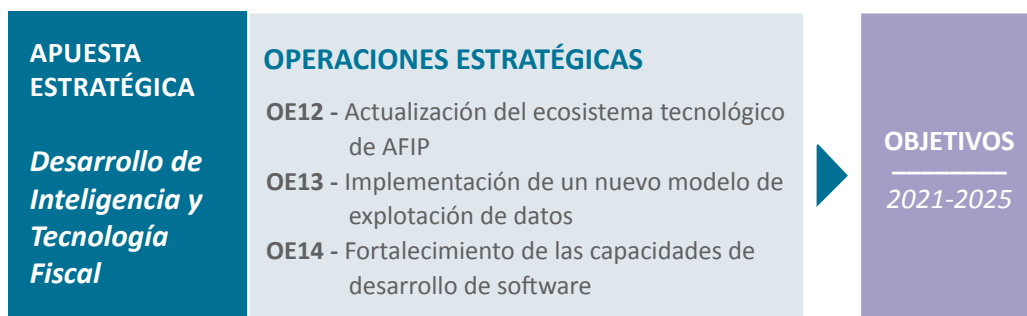 APUESTA
ESTRATÉGICA
Desarrollo de
Inteligencia y
Tecnología
Fiscal
OPERACIONES ESTRATÉGICAS
OE12 - Actualización del ecosistema tecnológico
de AFIP
OE13 - Implementación de un nuevo modelo de
explotación de datos
OE14 - Fortalecimiento de las capacidades de
desarrollo de software
OBJETIVOS
2021-2025